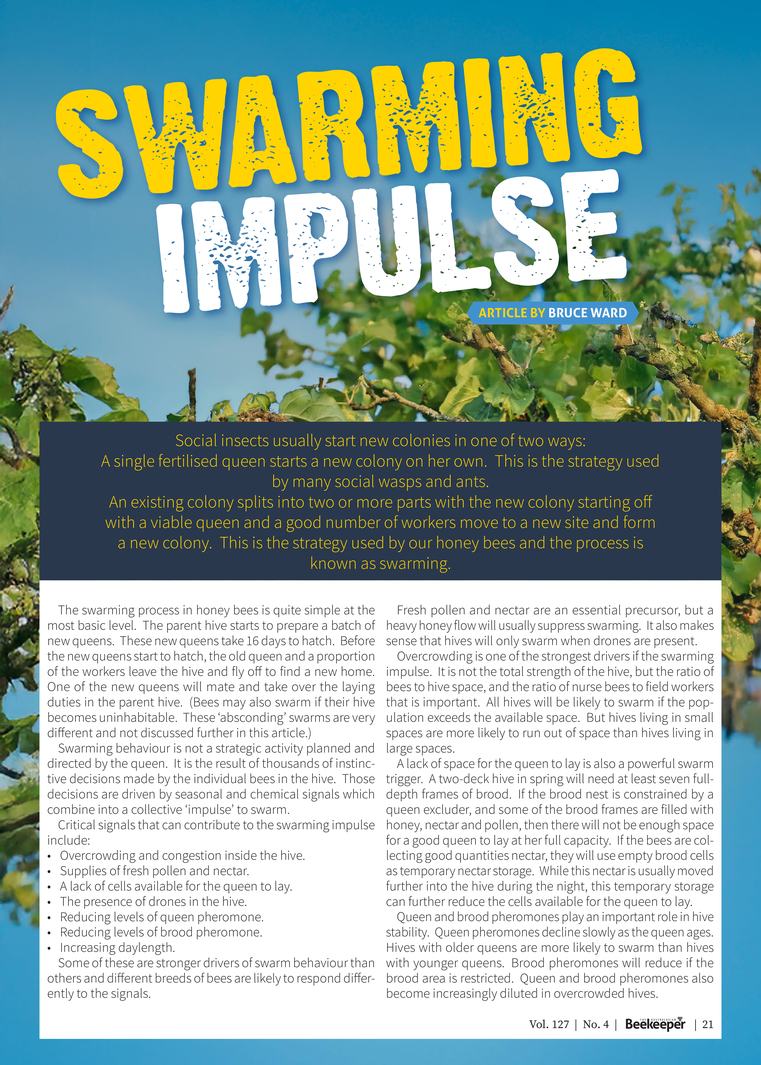 SWARMING
IMPULSE
ARTICLE BY BRUCE WARD
Social insects usually start new colonies in one of two ways:
A single fertilised queen starts a new colony on her own. This is the strategy used
by many social wasps and ants.
An existing colony splits into two or more parts with the new colony starting off
with a viable queen and a good number of workers move to a new site and form
a new colony. This is the strategy used by our honey bees and the process is
known as swarming.
The swarming process in honey bees is quite simple at the
most basic level. The parent hive starts to prepare a batch of
new queens. These new queens take 16 days to hatch. Before
the new queens start to hatch, the old queen and a proportion
of the workers leave the hive and fly off to find a new home.
One of the new queens will mate and take over the laying
duties in the parent hive. (Bees may also swarm if their hive
becomes uninhabitable. These ‘absconding’ swarms are very
different and not discussed further in this article.)
Swarming behaviour is not a strategic activity planned and
directed by the queen. It is the result of thousands of instinc-
tive decisions made by the individual bees in the hive. Those
decisions are driven by seasonal and chemical signals which
combine into a collective ‘impulse’ to swarm.
Critical signals that can contribute to the swarming impulse
include:
• Overcrowding and congestion inside the hive.
• Supplies of fresh pollen and nectar.
• A lack of cells available for the queen to lay.
• The presence of drones in the hive.
• Reducing levels of queen pheromone.
• Reducing levels of brood pheromone.
• Increasing daylength.
Some of these are stronger drivers of swarm behaviour than
others and different breeds of bees are likely to respond differ-
ently to the signals.
Fresh pollen and nectar are an essential precursor, but a
heavy honey flow will usually suppress swarming. It also makes
sense that hives will only swarm when drones are present.
Overcrowding is one of the strongest drivers if the swarming
impulse. It is not the total strength of the hive, but the ratio of
bees to hive space, and the ratio of nurse bees to field workers
that is important. All hives will be likely to swarm if the pop-
ulation exceeds the available space. But hives living in small
spaces are more likely to run out of space than hives living in
large spaces.
A lack of space for the queen to lay is also a powerful swarm
trigger. A two-deck hive in spring will need at least seven full-
depth frames of brood. If the brood nest is constrained by a
queen excluder, and some of the brood frames are filled with
honey, nectar and pollen, then there will not be enough space
for a good queen to lay at her full capacity. If the bees are col-
lecting good quantities nectar, they will use empty brood cells
as temporary nectar storage. While this nectar is usually moved
further into the hive during the night, this temporary storage
can further reduce the cells available for the queen to lay.
Queen and brood pheromones play an important role in hive
stability. Queen pheromones decline slowly as the queen ages.
Hives with older queens are more likely to swarm than hives
with younger queens. Brood pheromones will reduce if the
brood area is restricted. Queen and brood pheromones also
become increasingly diluted in overcrowded hives.
Vol. 127 | No. 4 | Beekeeper | 21